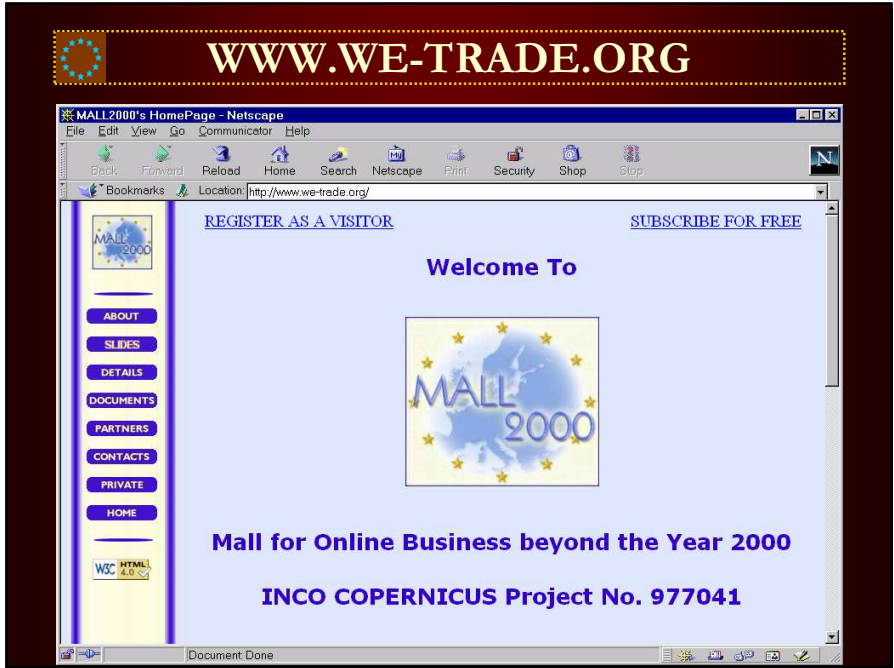 WWW.WE-TRADE.ORG
MALL2000's HomePage - Netscape
File Edit View Go Communicator Help
Back Forward Reload Home Search Netscape Print Security Shop Stop
N
Bookmarks Location: http://www.we-trade.org/
REGISTER AS A VISITOR SUBSCRIBE FOR FREE
MALL
2000
Welcome To
ABOUT
SLIDES
DETAILS
DOCUMENTS
PARTNERS
CONTACTS
PRIVATE
HOME
MALL
2000
Mall for Online Business beyond the Year 2000
W3C HTML 4.0
INCO COPERNICUS Project No. 977041
Document Done